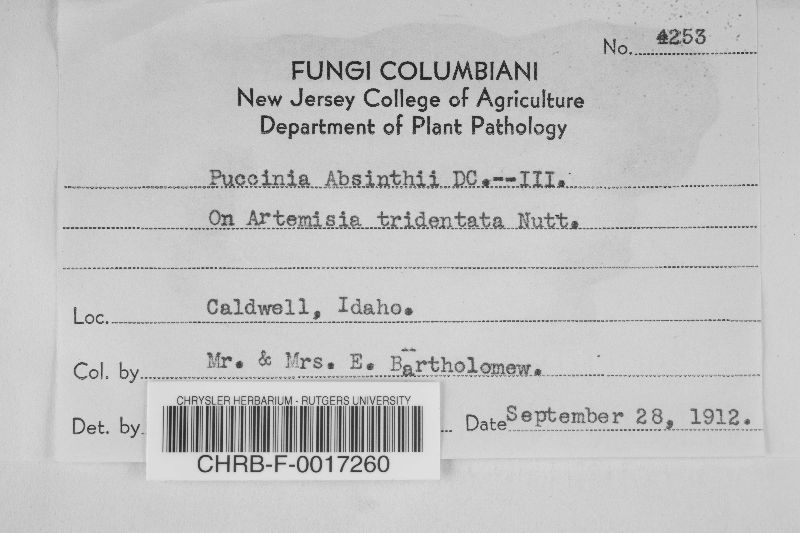 No. 4253
FUNGI COLUMBIANI
New Jersey College of Agriculture
Department of Plant Pathology
Puccinia Absinthii DC.--III.
On Artemisia tridentata Nutt.
Loc. Caldwell, Idaho.
Col. by Mr. & Mrs. E. Bartholomew.
Det. by
Date September 28, 1912.
CHRYSLER HERBARIUM - RUTGERS UNIVERSITY
CHRB-F-0017260